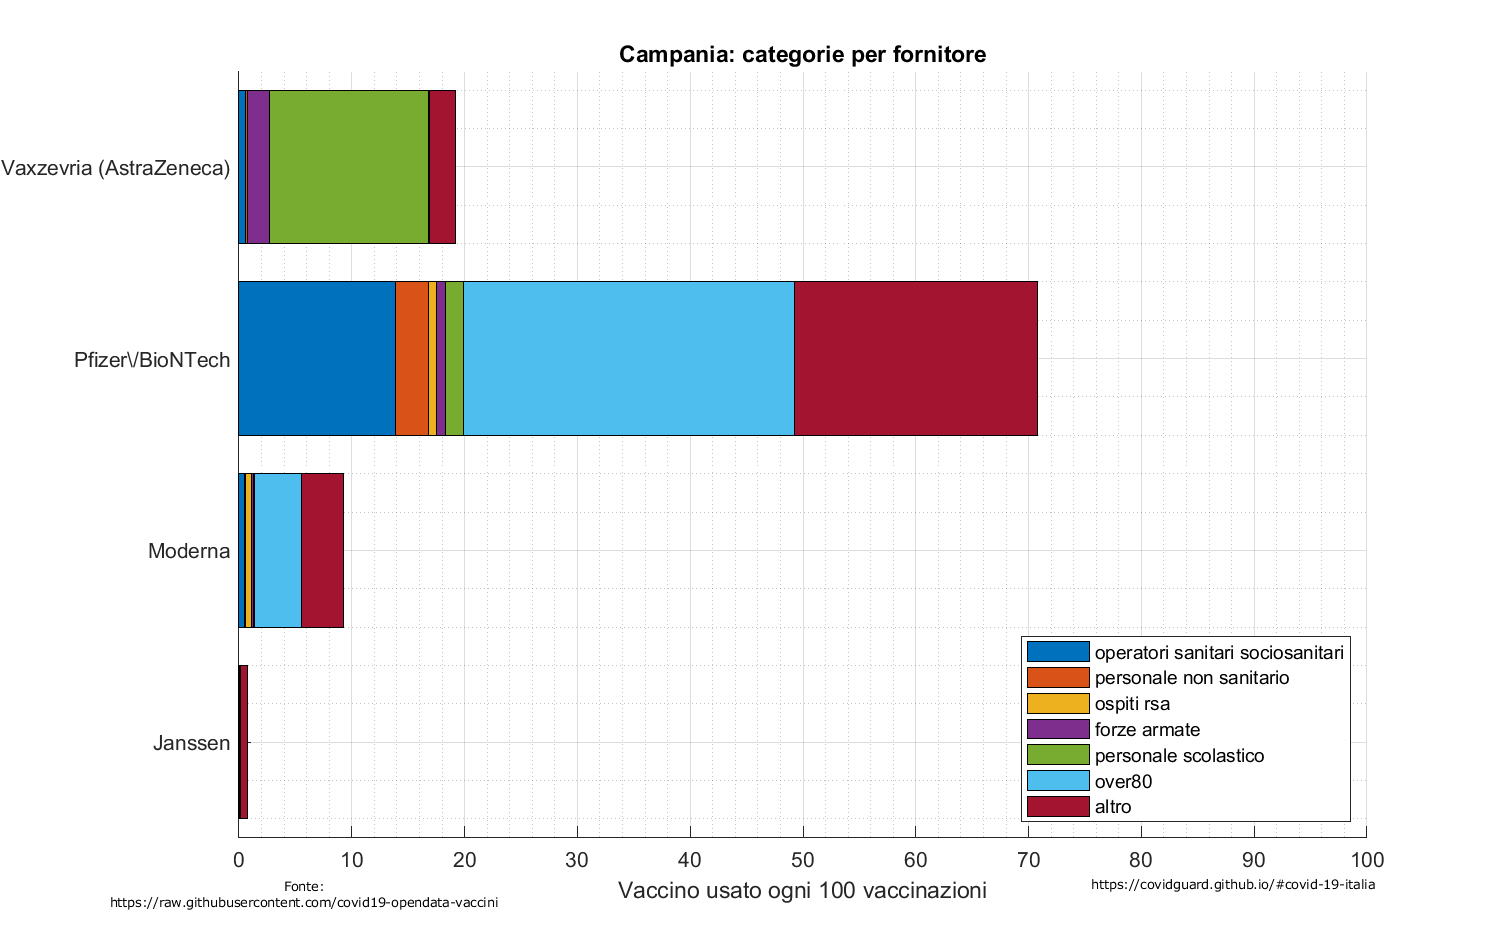 Campania: categorie per fornitore
Vaxzevria (AstraZeneca)
Pfizer\/BioNTech
Moderna
Janssen
operatori sanitari sociosanitari
personale non sanitario
ospiti rsa
forze armate
personale scolastico
over80
altro
0 10 20 30 40 50 60 70 80 90 100
Vaccino usato ogni 100 vaccinazioni
Fonte:
https://raw.githubusercontent.com/covid19-opendata-vaccini
https://covidguard.github.io/#covid-19-italia